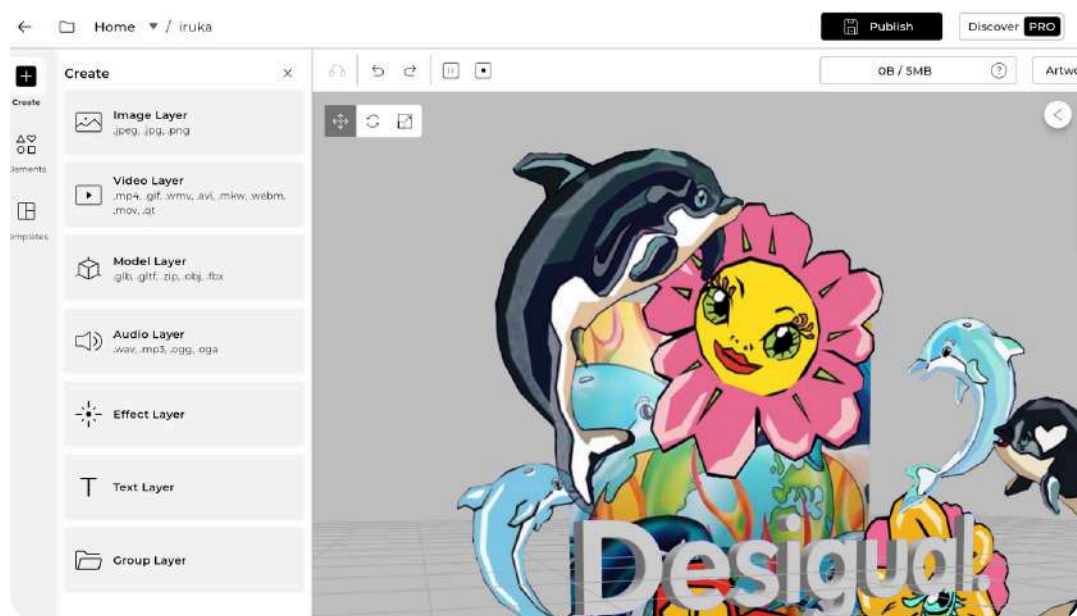 Home / iruka
Publish
Discover PRO
Create
0B / 5MB
Artwo
Create
Image Layer
.jpeg, .jpg, .png
Elements
Video Layer
.mp4, .gif, .wmv, .avi, .mkw, .webm,
.mov, .qt
Templates
Model Layer
.glb, .gltf, .zip, .obj, .fbx
Audio Layer
.wav, .mp3, .ogg, .oga
Effect Layer
Text Layer
Group Layer
Desigual.